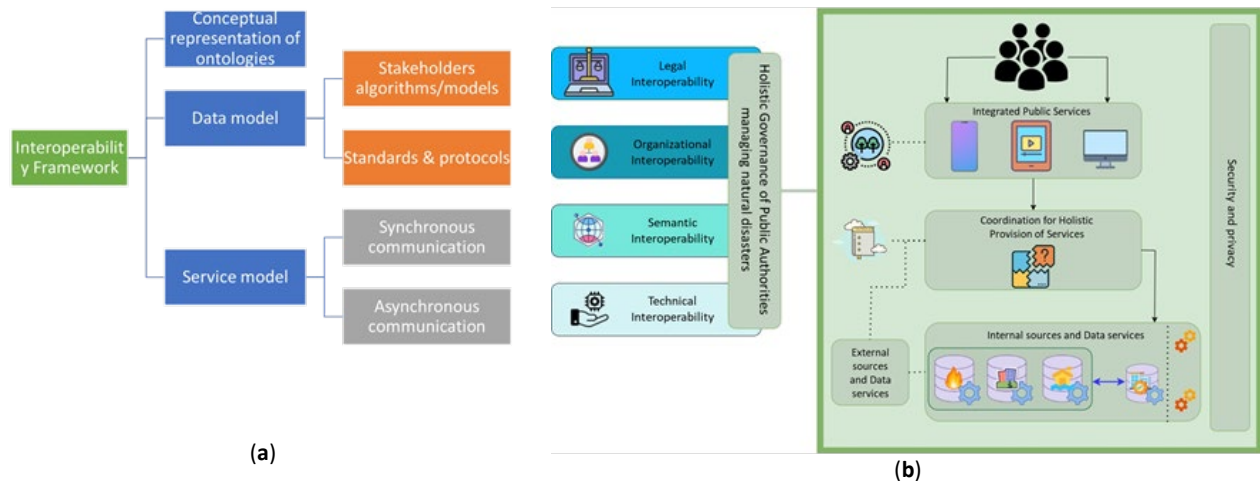 Conceptual
representation of
ontologies
Stakeholders
algorithms/models
Data model
Interoperabilit
y Framework
Standards & protocols
Synchronous
communication
Service model
Asynchronous
communication
(a)
Legal
Interoperability
Organizational
Interoperability
Semantic
Interoperability
Technical
Interoperability
Holistic Governance of Public Authorities
managing natural disasters
Integrated Public Services
Coordination for Holistic
Provision of Services
?
Internal sources and Data services
External
sources
and Data
services
Security and privacy
(b)